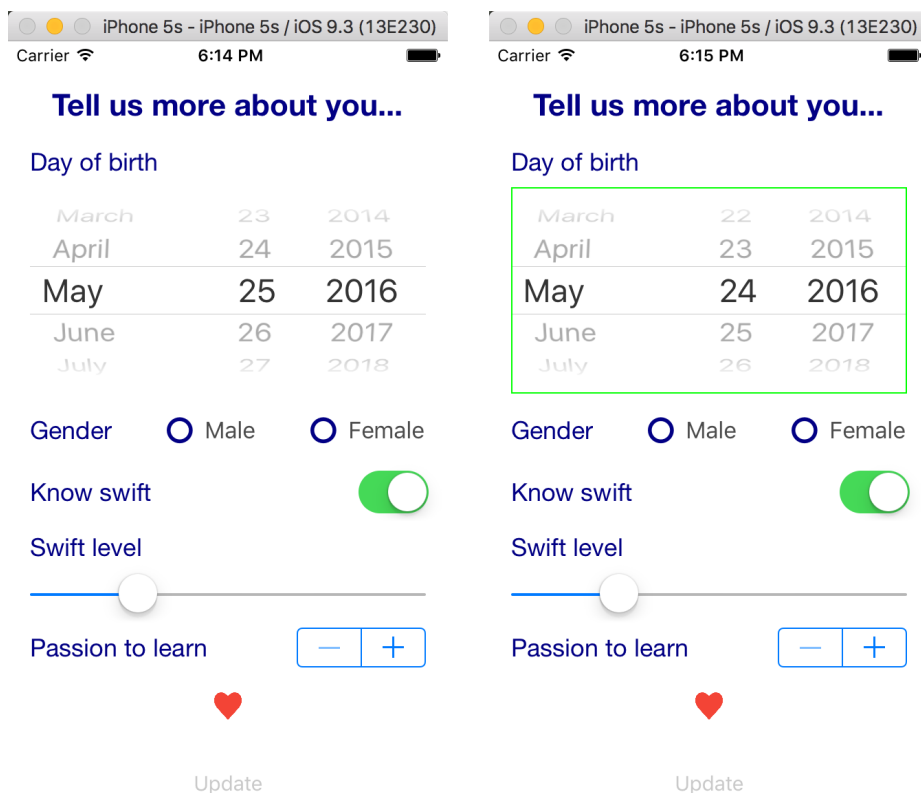 iPhone 5s - iPhone 5s / iOS 9.3 (13E230)
Carrier 6:14 PM
Tell us more about you...
Day of birth
March 23 2014
April 24 2015
May 25 2016
June 26 2017
July 27 2018
Gender Male Female
Know swift
Swift level
Passion to learn − +
Update
iPhone 5s - iPhone 5s / iOS 9.3 (13E230)
Carrier 6:15 PM
Tell us more about you...
Day of birth
March 22 2014
April 23 2015
May 24 2016
June 25 2017
July 26 2018
Gender Male Female
Know swift
Swift level
Passion to learn − +
Update